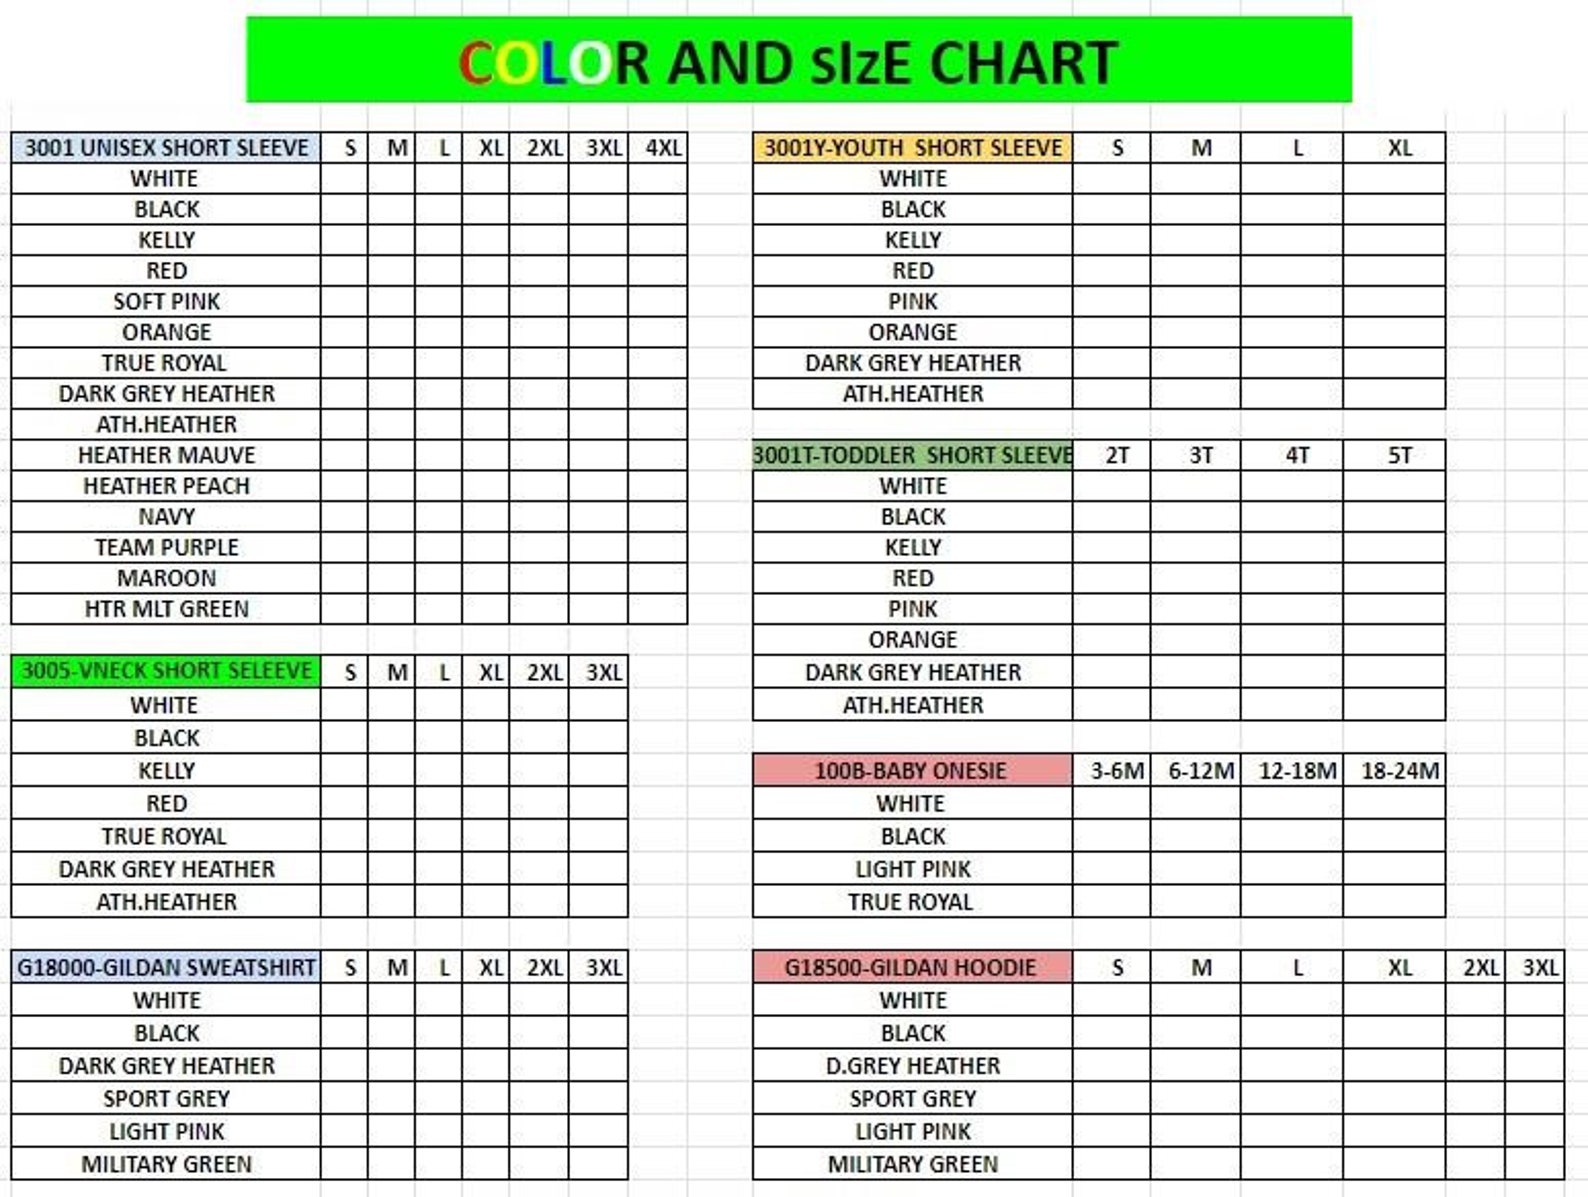 COLOR AND sIzE CHART
3001 UNISEX SHORT SLEEVE S M L XL 2XL 3XL 4XL
WHITE
BLACK
KELLY
RED
SOFT PINK
ORANGE
TRUE ROYAL
DARK GREY HEATHER
ATH.HEATHER
HEATHER MAUVE
HEATHER PEACH
NAVY
TEAM PURPLE
MAROON
HTR MLT GREEN
3005-VNECK SHORT SELEEVE S M L XL 2XL 3XL
WHITE
BLACK
KELLY
RED
TRUE ROYAL
DARK GREY HEATHER
ATH.HEATHER
G18000-GILDAN SWEATSHIRT S M L XL 2XL 3XL
WHITE
BLACK
DARK GREY HEATHER
SPORT GREY
LIGHT PINK
MILITARY GREEN
3001Y-YOUTH SHORT SLEEVE S M L XL
WHITE
BLACK
KELLY
RED
PINK
ORANGE
DARK GREY HEATHER
ATH.HEATHER
3001T-TODDLER SHORT SLEEVE 2T 3T 4T 5T
WHITE
BLACK
KELLY
RED
PINK
ORANGE
DARK GREY HEATHER
ATH.HEATHER
100B-BABY ONESIE 3-6M 6-12M 12-18M 18-24M
WHITE
BLACK
LIGHT PINK
TRUE ROYAL
G18500-GILDAN HOODIE S M L XL 2XL 3XL
WHITE
BLACK
D.GREY HEATHER
SPORT GREY
LIGHT PINK
MILITARY GREEN